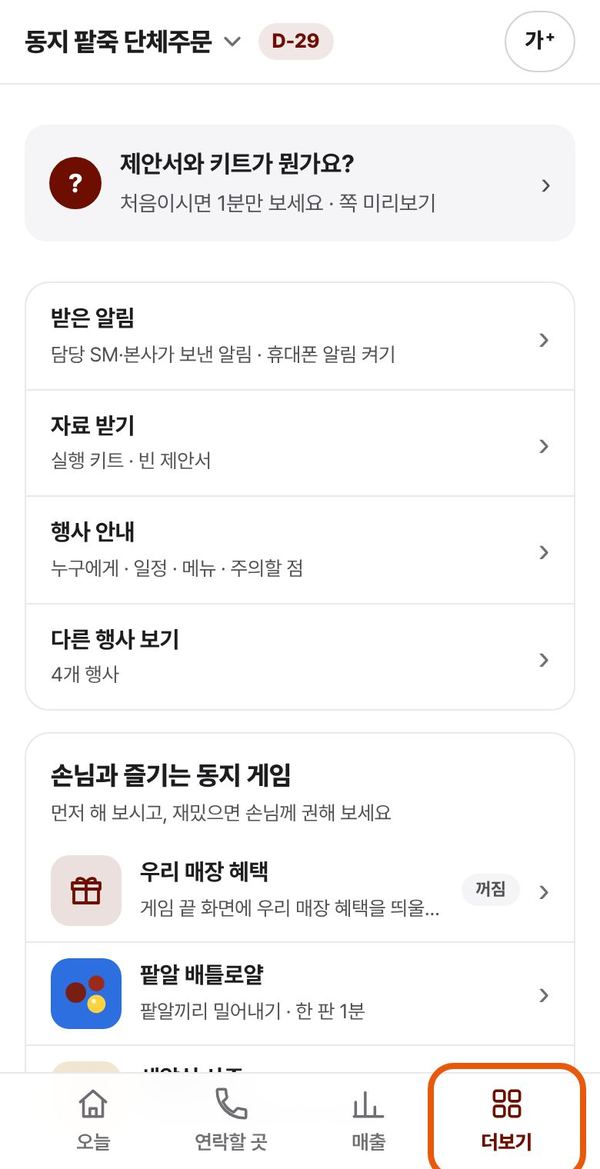 동지 팥죽 단체주문
D-29
가+
?
제안서와 키트가 뭔가요?
처음이시면 1분만 보세요 · 쪽 미리보기
받은 알림
담당 SM·본사가 보낸 알림 · 휴대폰 알림 켜기
자료 받기
실행 키트 · 빈 제안서
행사 안내
누구에게 · 일정 · 메뉴 · 주의할 점
다른 행사 보기
4개 행사
손님과 즐기는 동지 게임
먼저 해 보시고, 재밌으면 손님께 권해 보세요
우리 매장 혜택
게임 끝 화면에 우리 매장 혜택을 띄울...
꺼짐
팥알 배틀로얄
팥알끼리 밀어내기 · 한 판 1분
오늘
연락할 곳
매출
더보기